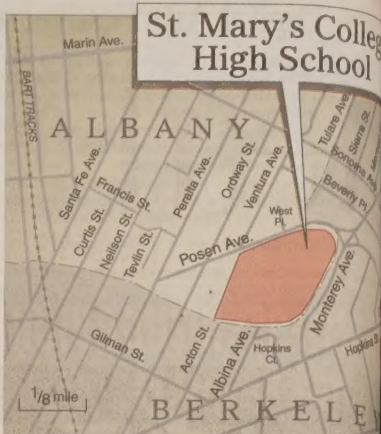 St. Mary's Colleg
High School
Marin Ave.
BART TRACKS
ALBANY
Tulare Ave.
Sierra St.
Sonoma Ave.
Santa Fe Ave.
Francis St.
Peralta Ave.
Ordway St.
Ventura Ave.
Beverly Pl.
Curtis St.
Neilson St.
Tevlin St.
West
Pl.
Posen Ave.
Monterey Ave.
Gilman St.
Acton St.
Albina Ave.
Hopkins
Ct.
Hopkins S
1/8 mile
BERKELEY